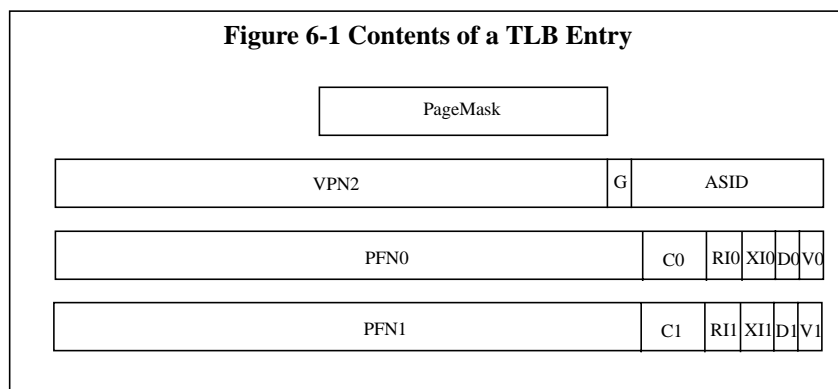 Figure 6-1 Contents of a TLB Entry
PageMask
VPN2 G ASID
PFN0 C0 RI0 XI0 D0 V0
PFN1 C1 RI1 XI1 D1 V1